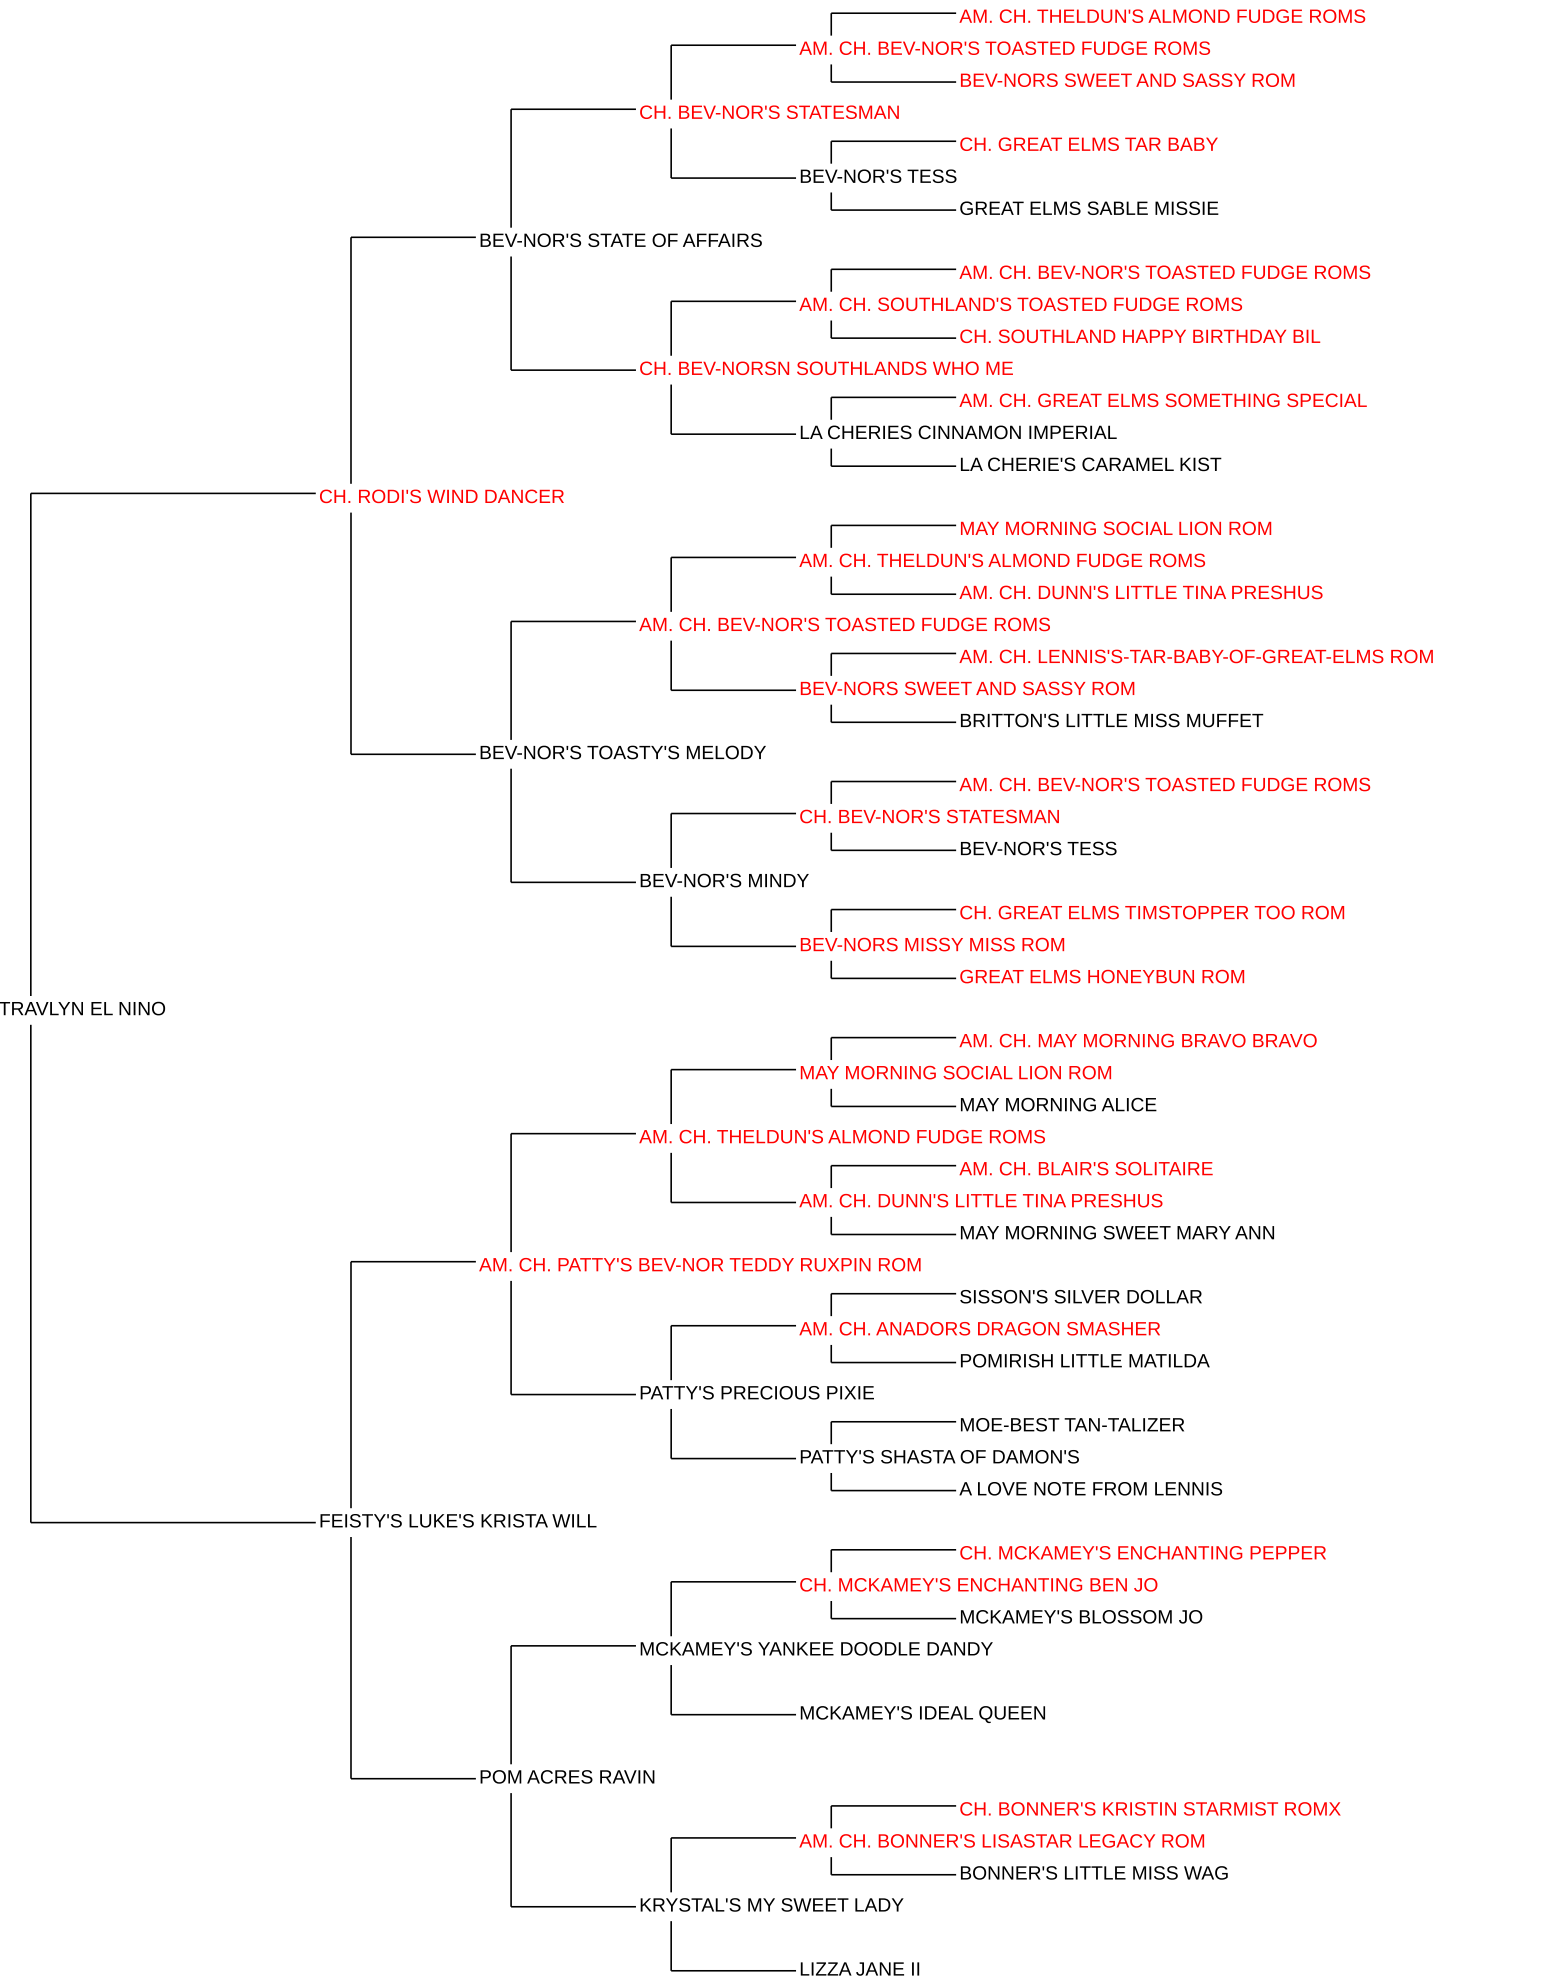 AM. CH. THELDUN'S ALMOND FUDGE ROMS
AM. CH. BEV-NOR'S TOASTED FUDGE ROMS
BEV-NORS SWEET AND SASSY ROM
CH. BEV-NOR'S STATESMAN
CH. GREAT ELMS TAR BABY
BEV-NOR'S TESS
GREAT ELMS SABLE MISSIE
BEV-NOR'S STATE OF AFFAIRS
AM. CH. BEV-NOR'S TOASTED FUDGE ROMS
AM. CH. SOUTHLAND'S TOASTED FUDGE ROMS
CH. SOUTHLAND HAPPY BIRTHDAY BIL
CH. BEV-NORSN SOUTHLANDS WHO ME
AM. CH. GREAT ELMS SOMETHING SPECIAL
LA CHERIES CINNAMON IMPERIAL
LA CHERIE'S CARAMEL KIST
CH. RODI'S WIND DANCER
MAY MORNING SOCIAL LION ROM
AM. CH. THELDUN'S ALMOND FUDGE ROMS
AM. CH. DUNN'S LITTLE TINA PRESHUS
AM. CH. BEV-NOR'S TOASTED FUDGE ROMS
AM. CH. LENNIS'S-TAR-BABY-OF-GREAT-ELMS ROM
BEV-NORS SWEET AND SASSY ROM
BRITTON'S LITTLE MISS MUFFET
BEV-NOR'S TOASTY'S MELODY
AM. CH. BEV-NOR'S TOASTED FUDGE ROMS
CH. BEV-NOR'S STATESMAN
BEV-NOR'S TESS
BEV-NOR'S MINDY
CH. GREAT ELMS TIMSTOPPER TOO ROM
BEV-NORS MISSY MISS ROM
GREAT ELMS HONEYBUN ROM
TRAVLYN EL NINO
AM. CH. MAY MORNING BRAVO BRAVO
MAY MORNING SOCIAL LION ROM
MAY MORNING ALICE
AM. CH. THELDUN'S ALMOND FUDGE ROMS
AM. CH. BLAIR'S SOLITAIRE
AM. CH. DUNN'S LITTLE TINA PRESHUS
MAY MORNING SWEET MARY ANN
AM. CH. PATTY'S BEV-NOR TEDDY RUXPIN ROM
SISSON'S SILVER DOLLAR
AM. CH. ANADORS DRAGON SMASHER
POMIRISH LITTLE MATILDA
PATTY'S PRECIOUS PIXIE
MOE-BEST TAN-TALIZER
PATTY'S SHASTA OF DAMON'S
A LOVE NOTE FROM LENNIS
FEISTY'S LUKE'S KRISTA WILL
CH. MCKAMEY'S ENCHANTING PEPPER
CH. MCKAMEY'S ENCHANTING BEN JO
MCKAMEY'S BLOSSOM JO
MCKAMEY'S YANKEE DOODLE DANDY
MCKAMEY'S IDEAL QUEEN
POM ACRES RAVIN
CH. BONNER'S KRISTIN STARMIST ROMX
AM. CH. BONNER'S LISASTAR LEGACY ROM
BONNER'S LITTLE MISS WAG
KRYSTAL'S MY SWEET LADY
LIZZA JANE II